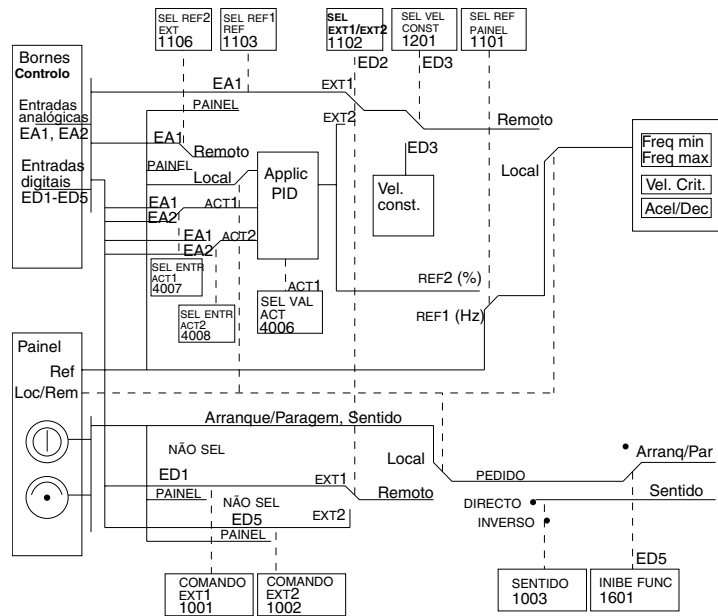 SEL REF2
EXT
1106
SEL REF1
REF
1103
SEL
EXT1/EXT2
1102
SEL VEL
CONST
1201
SEL REF
PAINEL
1101
Bornes
Controlo
Entradas
analógicas
EA1, EA2
Entradas
digitais
ED1-ED5
EA1
PAINEL
EXT1
ED2
ED3
EXT2
Remoto
EA1
Remoto
PAINEL
Local
Applic
PID
ED3
Vel.
const.
Local
Freq min
Freq max
Vel. Crit.
Acel/Dec
EA1
EA2
ACT1
EA1
EA2
ACT2
SEL ENTR
ACT1
4007
SEL ENTR
ACT2
4008
ACT1
SEL VAL
ACT
4006
REF2 (%)
REF1 (Hz)
Painel
Ref
Loc/Rem
Arranque/Paragem, Sentido
NÃO SEL
Local
Arranq/Par
ED1
EXT1
PAINEL
NÃO SEL
Remoto
PEDIDO
Sentido
ED5
EXT2
PAINEL
DIRECTO
INVERSO
ED5
COMANDO
EXT1
1001
COMANDO
EXT2
1002
SENTIDO
1003
INIBE FUNC
1601